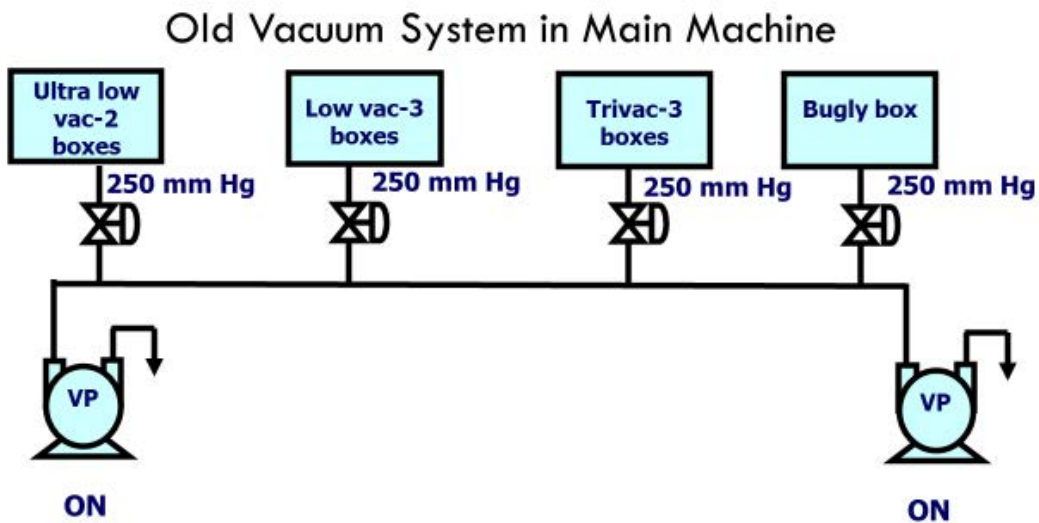 Old Vacuum System in Main Machine
Ultra low
vac-2
boxes
Low vac-3
boxes
Trivac-3
boxes
Bugly box
250 mm Hg
250 mm Hg
250 mm Hg
250 mm Hg
VP
VP
ON
ON